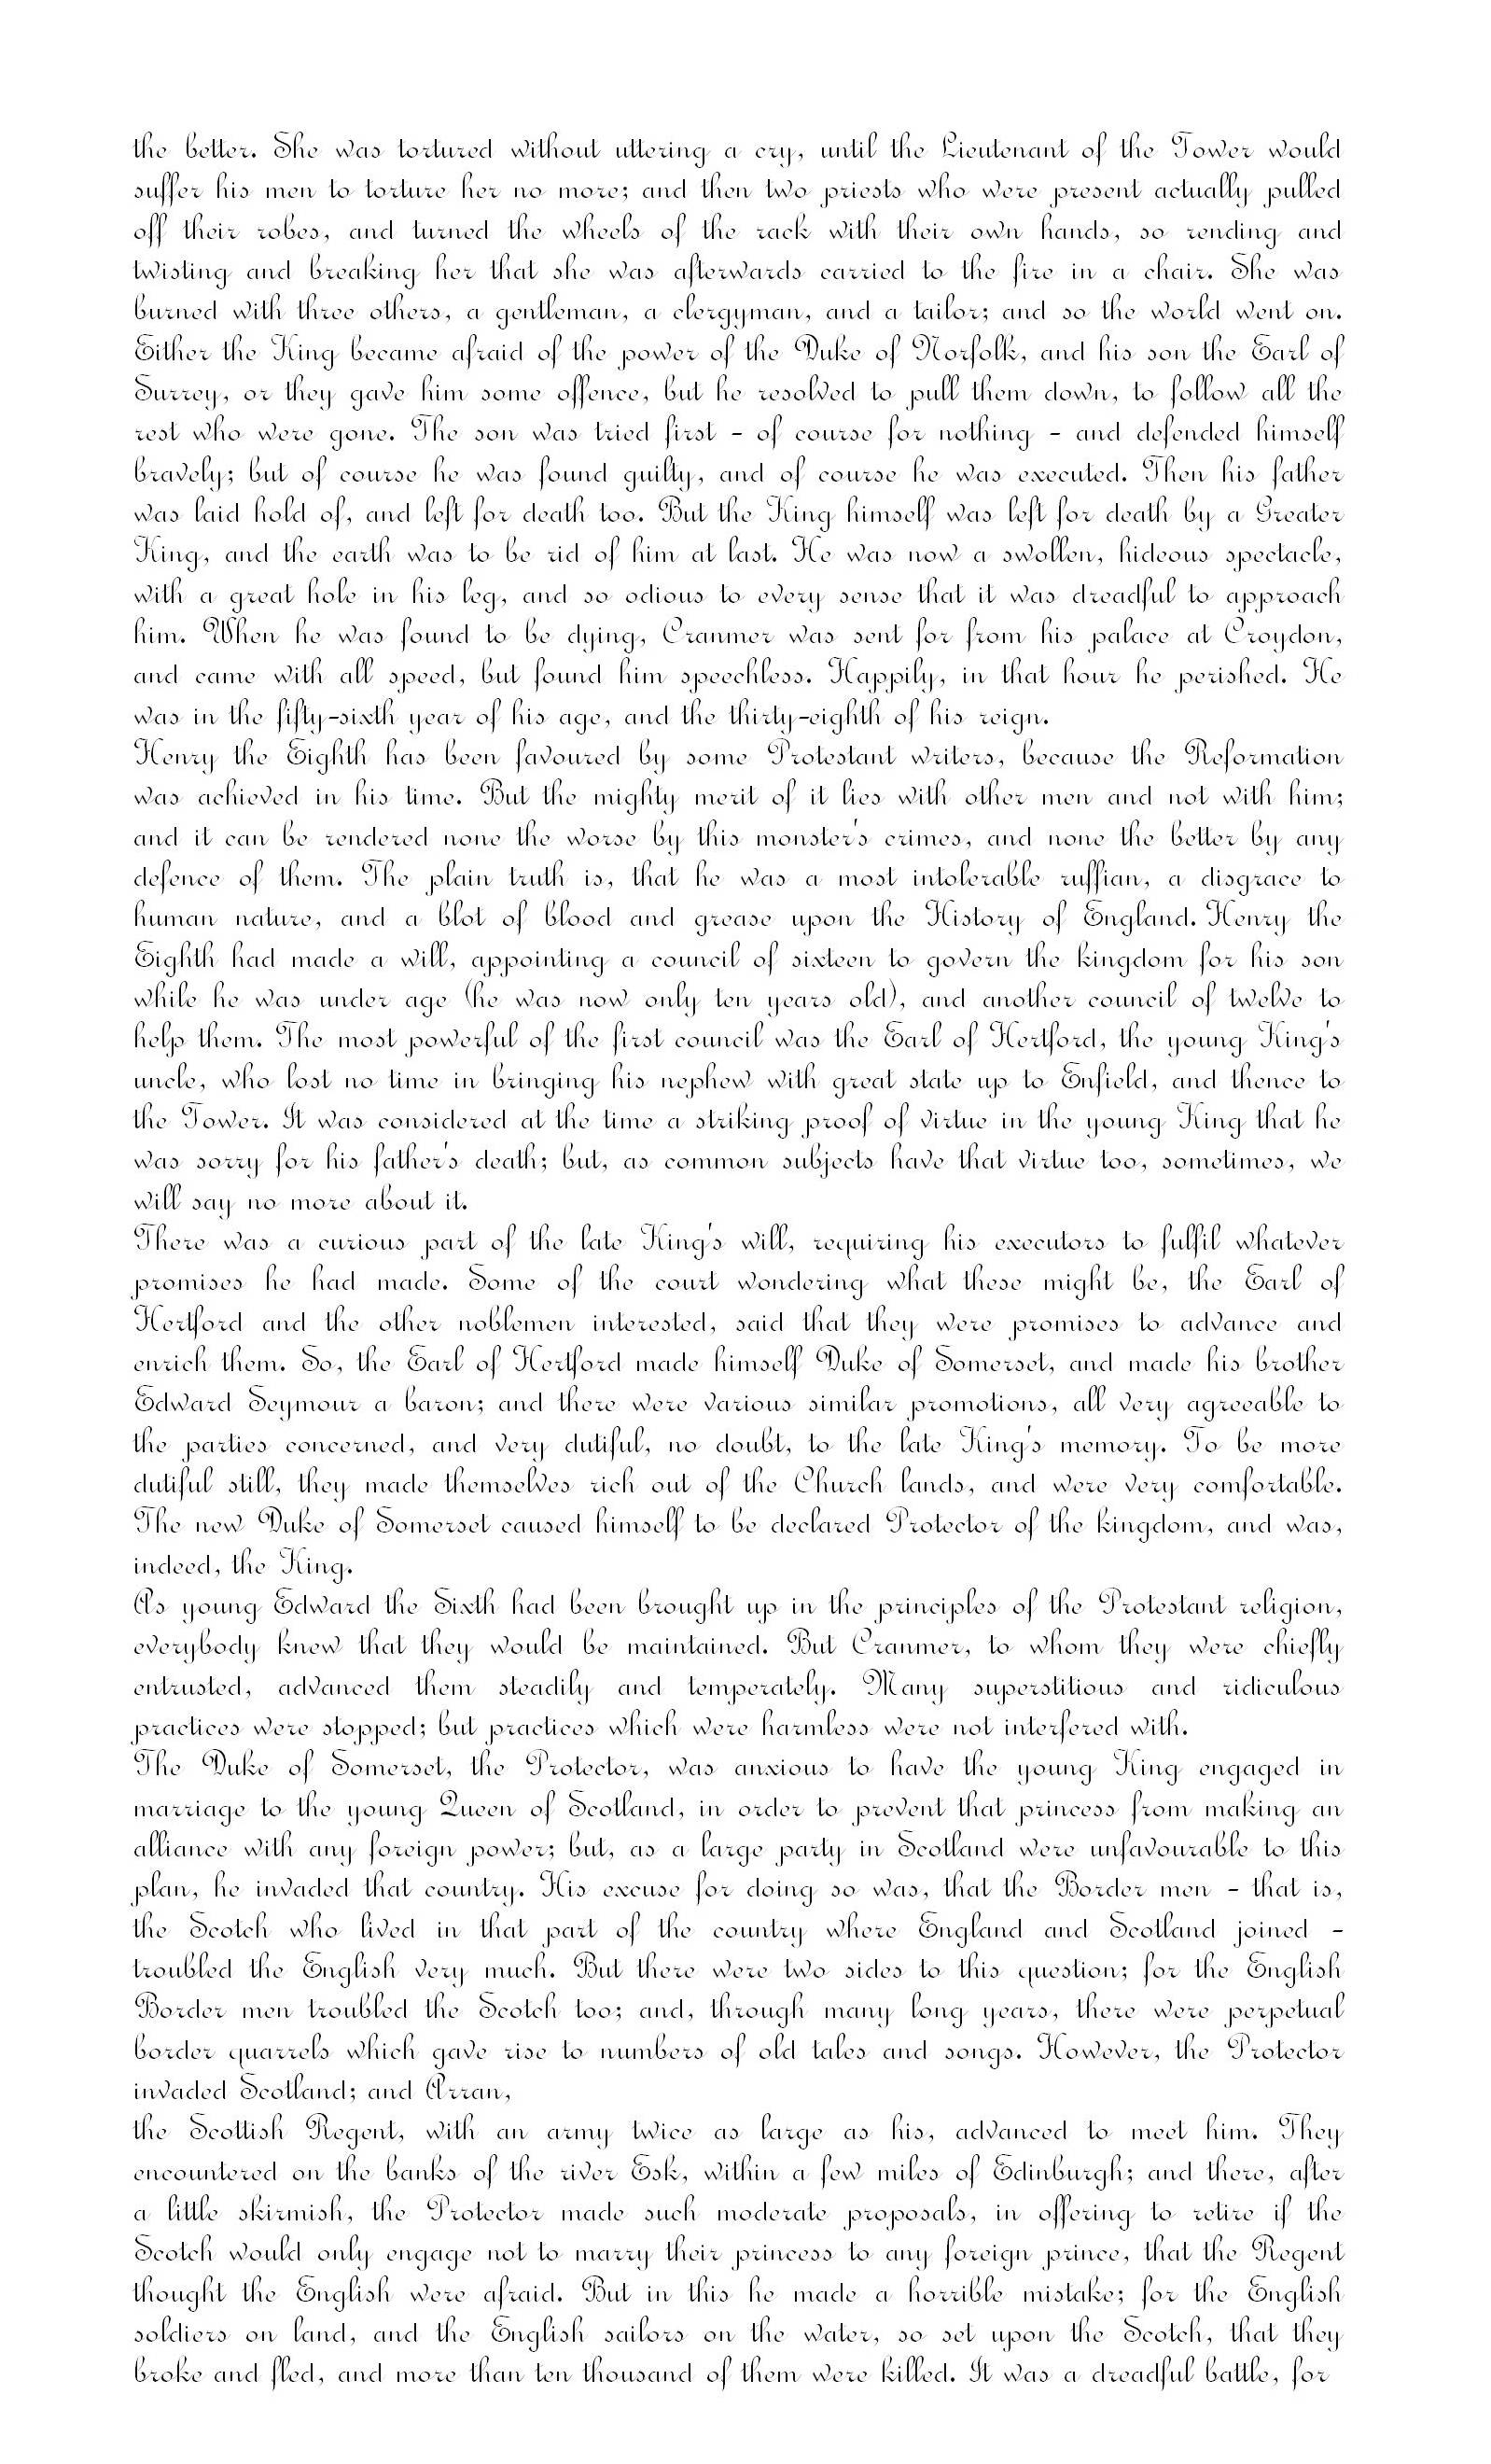 the better. She was tortured without uttering a cry, until the Lieutenant of the Tower would
suffer his men to torture her no more; and then two priests who were present actually pulled
off their robes, and turned the wheels of the rack with their own hands, so rending and
twisting and breaking her that she was afterwards carried to the fire in a chair. She was
burned with three others, a gentleman, a clergyman, and a tailor; and so the world went on.
Either the King became afraid of the power of the Duke of Norfolk, and his son the Earl of
Surrey, or they gave him some offence, but he resolved to pull them down, to follow all the
rest who were gone. The son was tried first - of course for nothing - and defended himself
bravely; but of course he was found guilty, and of course he was executed. Then his father
was laid hold of, and left for death too. But the King himself was left for death by a Greater
King, and the earth was to be rid of him at last. He was now a swollen, hideous spectacle,
with a great hole in his leg, and so odious to every sense that it was dreadful to approach
him. When he was found to be dying, Cranmer was sent for from his palace at Croydon,
and came with all speed, but found him speechless. Happily, in that hour he perished. He
was in the fifty-sixth year of his age, and the thirty-eighth of his reign.
Henry the Eighth has been favoured by some Protestant writers, because the Reformation
was achieved in his time. But the mighty merit of it lies with other men and not with him;
and it can be rendered none the worse by this monster's crimes, and none the better by any
defence of them. The plain truth is, that he was a most intolerable ruffian, a disgrace to
human nature, and a blot of blood and grease upon the History of England. Henry the
Eighth had made a will, appointing a council of sixteen to govern the kingdom for his son
while he was under age (he was now only ten years old), and another council of twelve to
help them. The most powerful of the first council was the Earl of Hertford, the young King's
uncle, who lost no time in bringing his nephew with great state up to Enfield, and thence to
the Tower. It was considered at the time a striking proof of virtue in the young King that he
was sorry for his father's death; but, as common subjects have that virtue too, sometimes, we
will say no more about it.
There was a curious part of the late King's will, requiring his executors to fulfil whatever
promises he had made. Some of the court wondering what these might be, the Earl of
Hertford and the other noblemen interested, said that they were promises to advance and
enrich them. So, the Earl of Hertford made himself Duke of Somerset, and made his brother
Edward Seymour a baron; and there were various similar promotions, all very agreeable to
the parties concerned, and very dutiful, no doubt, to the late King's memory. To be more
dutiful still, they made themselves rich out of the Church lands, and were very comfortable.
The new Duke of Somerset caused himself to be declared Protector of the kingdom, and was,
indeed, the King.
As young Edward the Sixth had been brought up in the principles of the Protestant religion,
everybody knew that they would be maintained. But Cranmer, to whom they were chiefly
entrusted, advanced them steadily and temperately. Many superstitious and ridiculous
practices were stopped; but practices which were harmless were not interfered with.
The Duke of Somerset, the Protector, was anxious to have the young King engaged in
marriage to the young Queen of Scotland, in order to prevent that princess from making an
alliance with any foreign power; but, as a large party in Scotland were unfavourable to this
plan, he invaded that country. His excuse for doing so was, that the Border men - that is,
the Scotch who lived in that part of the country where England and Scotland joined -
troubled the English very much. But there were two sides to this question; for the English
Border men troubled the Scotch too; and, through many long years, there were perpetual
border quarrels which gave rise to numbers of old tales and songs. However, the Protector
invaded Scotland; and Arran,
the Scottish Regent, with an army twice as large as his, advanced to meet him. They
encountered on the banks of the river Esk, within a few miles of Edinburgh; and there, after
a little skirmish, the Protector made such moderate proposals, in offering to retire if the
Scotch would only engage not to marry their princess to any foreign prince, that the Regent
thought the English were afraid. But in this he made a horrible mistake; for the English
soldiers on land, and the English sailors on the water, so set upon the Scotch, that they
broke and fled, and more than ten thousand of them were killed. It was a dreadful battle, for